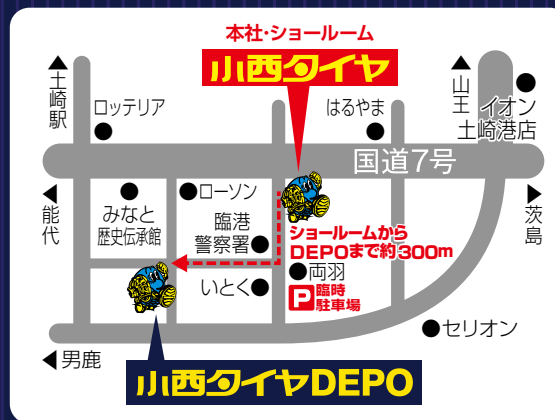 本社・ショールーム
小西タイヤ
▲土崎駅
ロッテリア
はるやま
▲山王
イオン
土崎港店
国道7号
◀能代
みなと
歴史伝承館
ローソン
臨港
警察署
ショールームから
DEPOまで約300m
▶茨島
いとく
両羽
P臨時
駐車場
セリオン
◀男鹿
小西タイヤDEPO